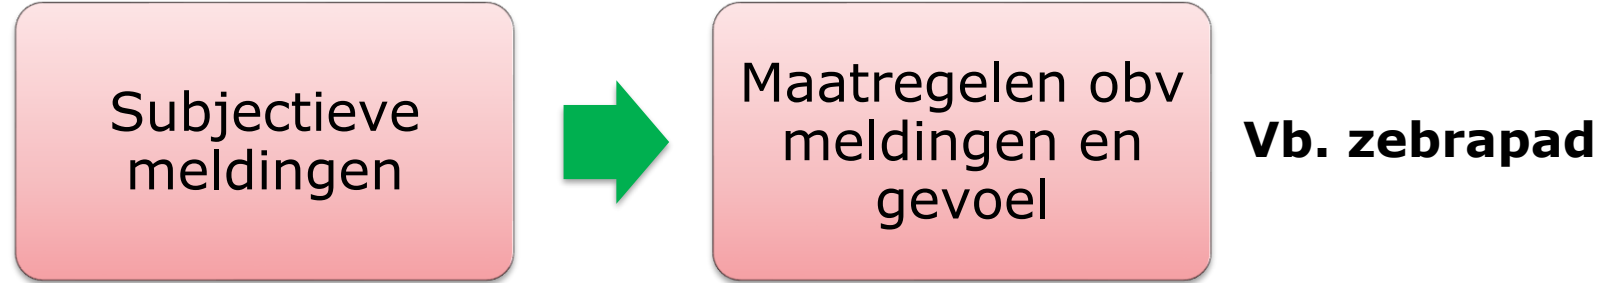 Subjectieve
meldingen
Maatregelen obv
meldingen en
gevoel
Vb. zebrapad